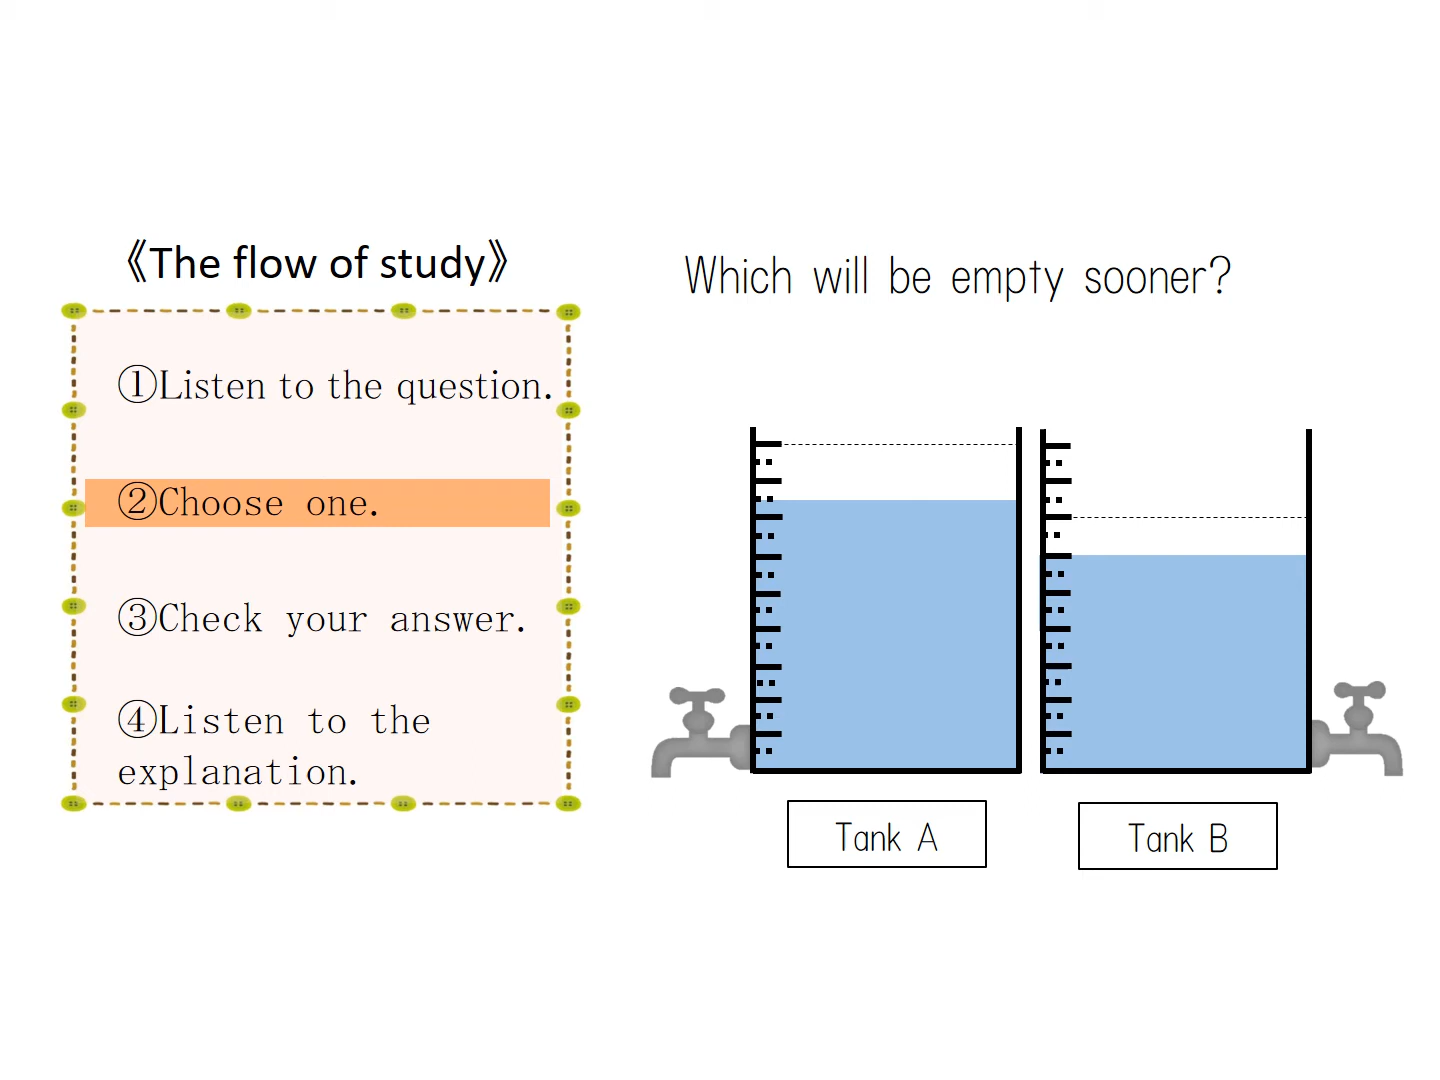 《The flow of study》
①Listen to the question.
②Choose one.
③Check your answer.
④Listen to the
explanation.
Which will be empty sooner?
Tank A
Tank B